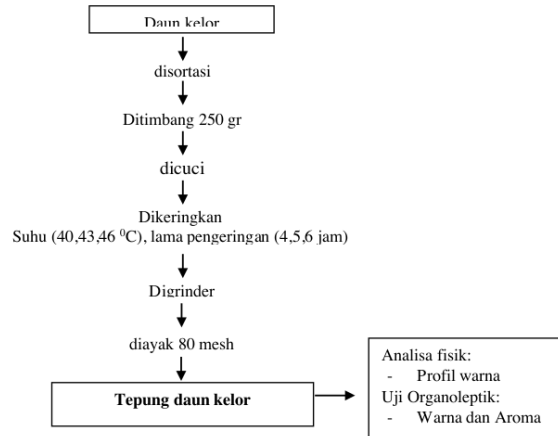 Daun kelor
disortasi
Ditimbang 250 gr
dicuci
Dikeringkan
Suhu (40,43,46 ⁰C), lama pengeringan (4,5,6 jam)
Digrinder
diayak 80 mesh
Tepung daun kelor
Analisa fisik:
- Profil warna
Uji Organoleptik:
- Warna dan Aroma